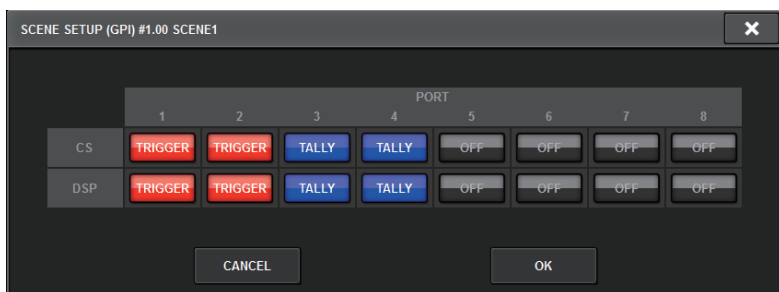 SCENE SETUP (GPI) #1.00 SCENE1
PORT
1 2 3 4 5 6 7 8
CS TRIGGER TRIGGER TALLY TALLY OFF OFF OFF OFF
DSP TRIGGER TRIGGER TALLY TALLY OFF OFF OFF OFF
CANCEL OK